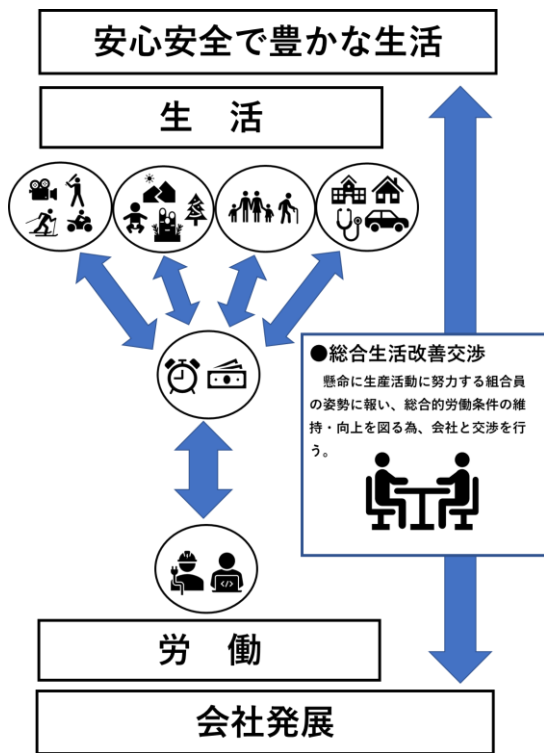 安心安全で豊かな生活
生　活
●総合生活改善交渉
　懸命に生産活動に努力する組合員
の姿勢に報い、総合的労働条件の維
持・向上を図る為、会社と交渉を行
う。
</>
労　働
会社発展